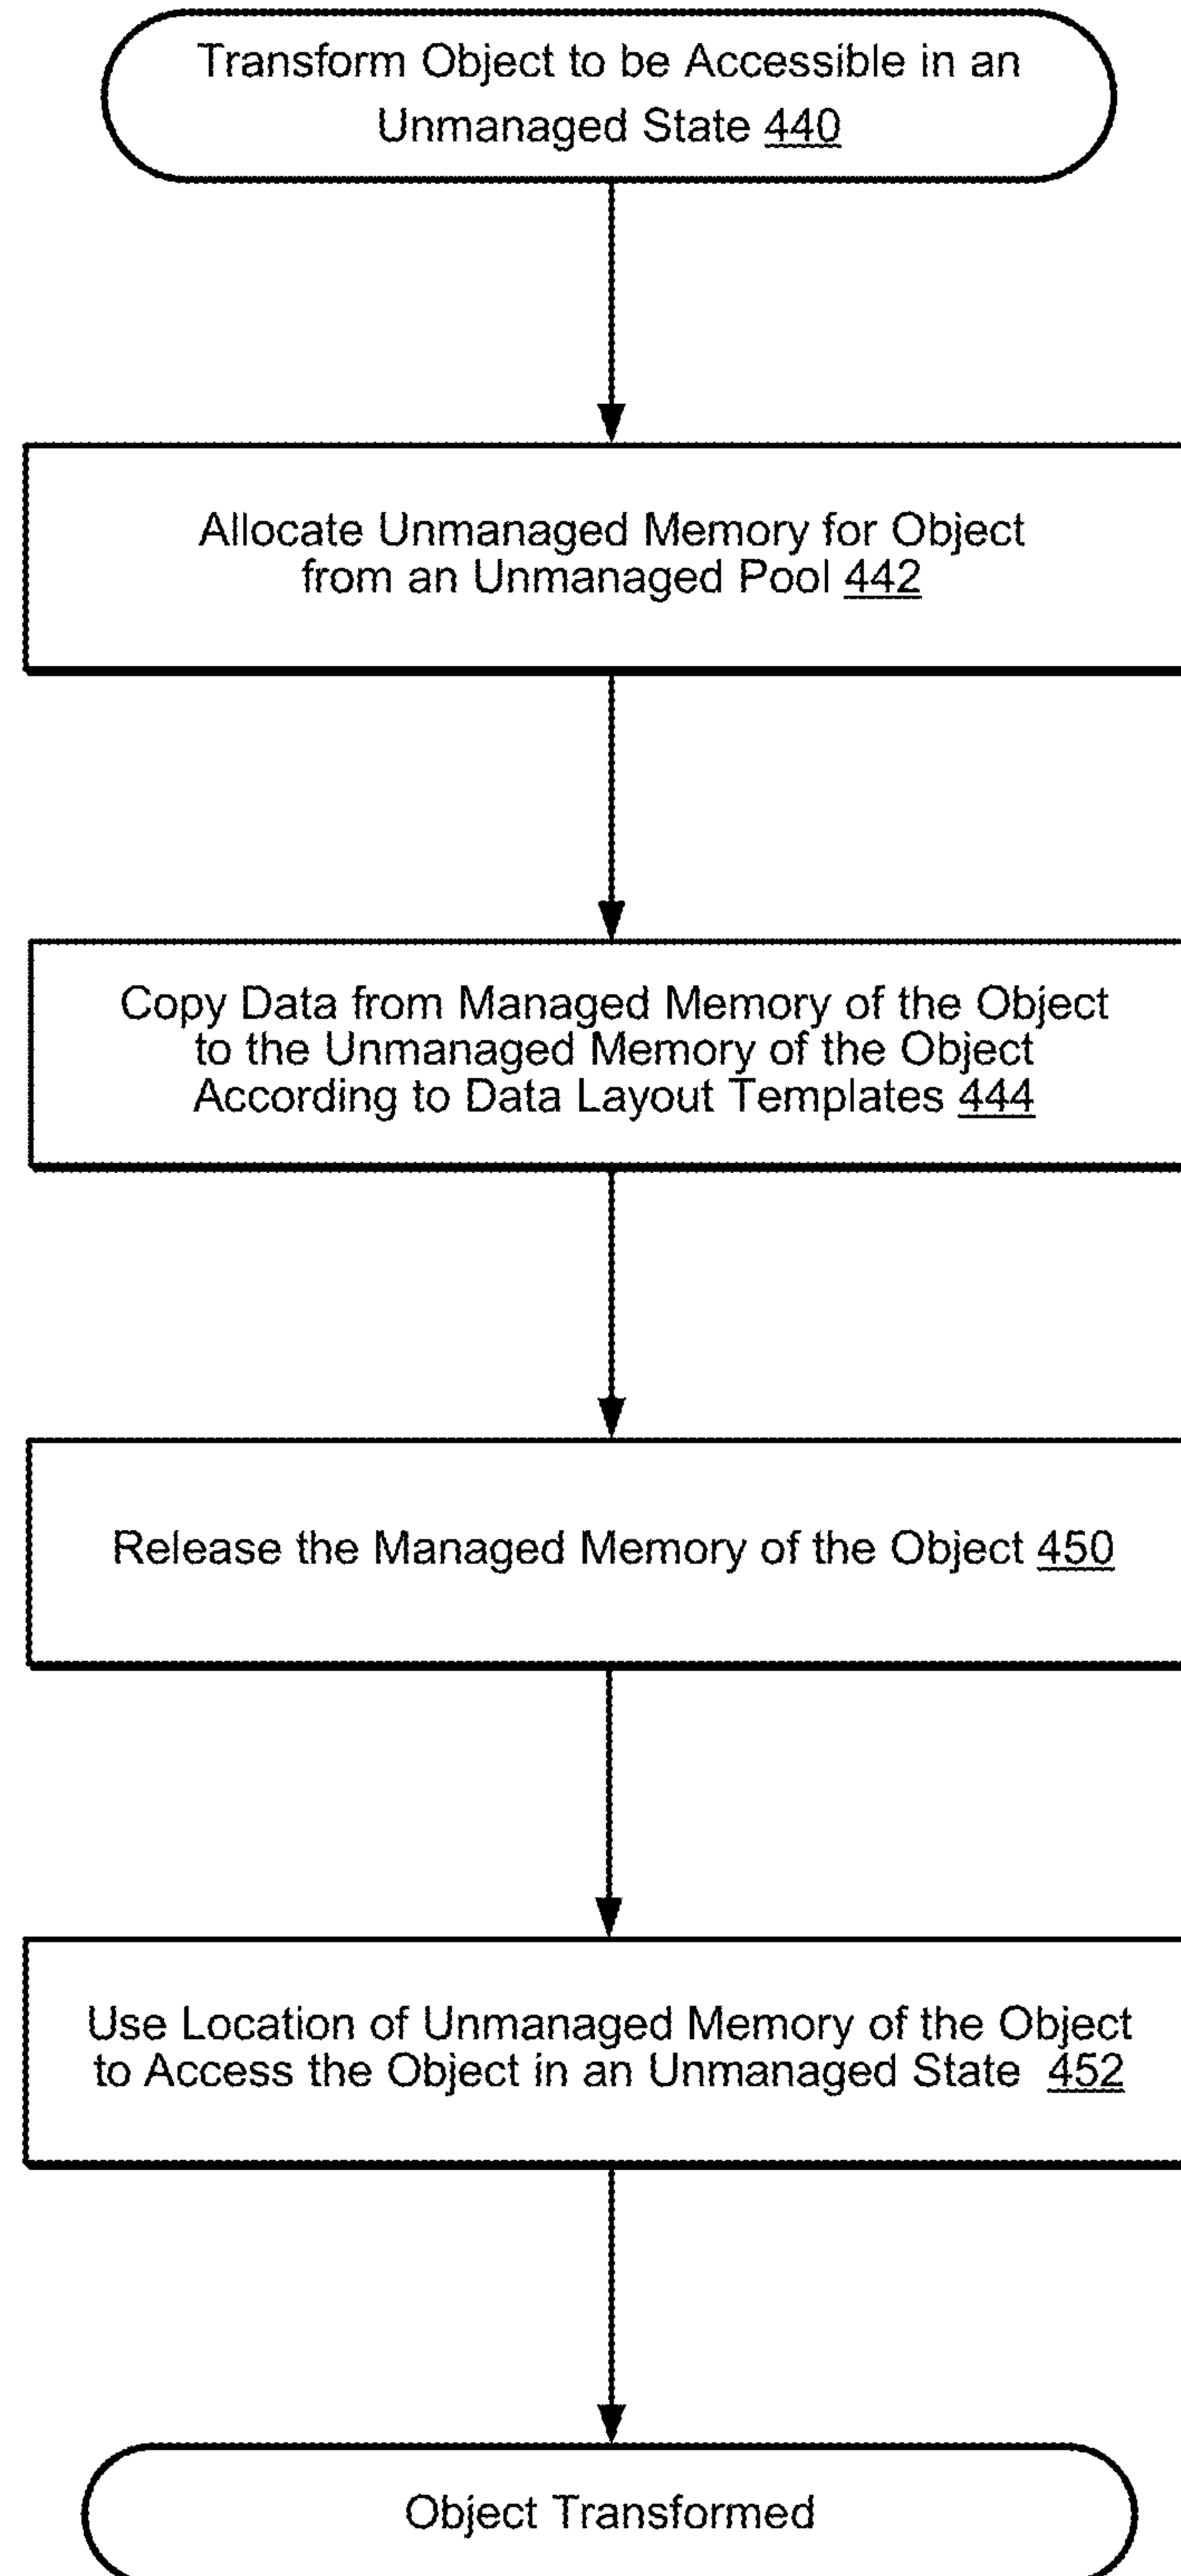 Transform Object to be Accessible in an
Unmanaged State 440
Allocate Unmanaged Memory for Object
from an Unmanaged Pool 442
Copy Data from Managed Memory of the Object
to the Unmanaged Memory of the Object
According to Data Layout Templates 444
Release the Managed Memory of the Object 450
Use Location of Unmanaged Memory of the Object
to Access the Object in an Unmanaged State 452
Object Transformed